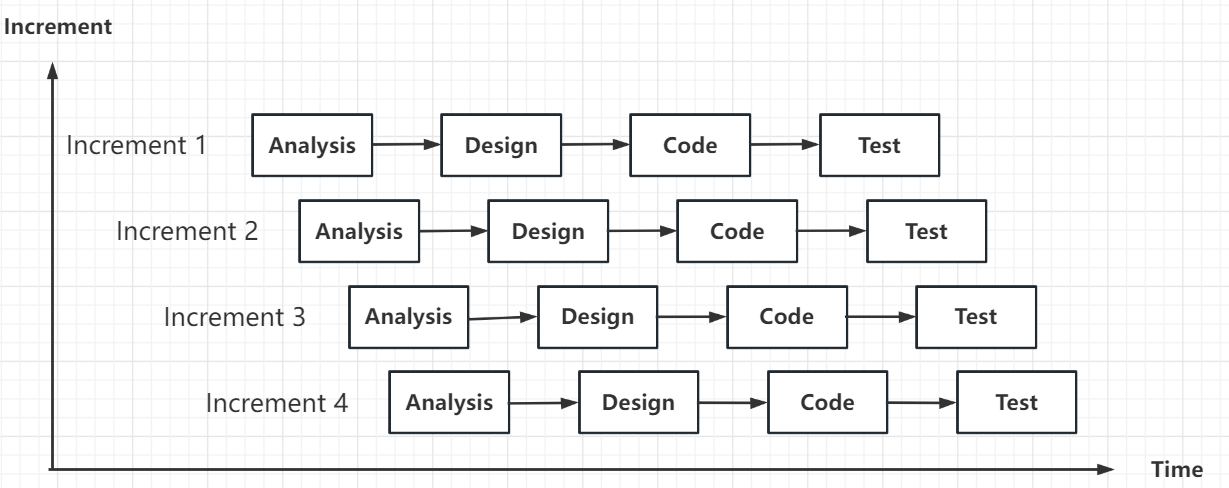 Increment
Increment 1 Analysis Design Code Test
Increment 2 Analysis Design Code Test
Increment 3 Analysis Design Code Test
Increment 4 Analysis Design Code Test
Time